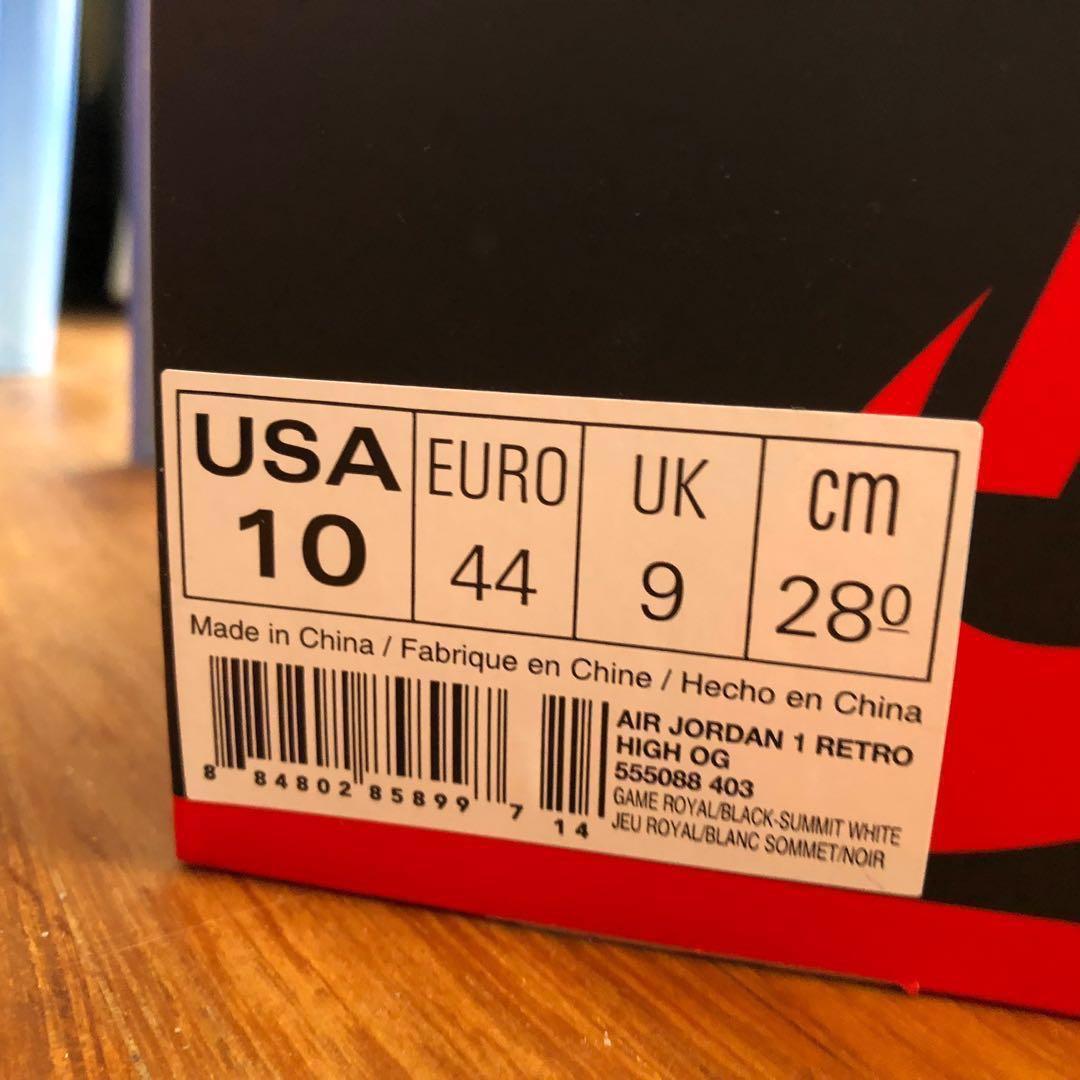 USA EURO UK cm
10 44 9 280
Made in China / Fabrique en Chine / Hecho en China
AIR JORDAN 1 RETRO
HIGH OG
555088 403
GAME ROYAL/BLACK-SUMMIT WHITE
JEU ROYAL/BLANC SOMMET/NOIR
8 84802 85899 7 14